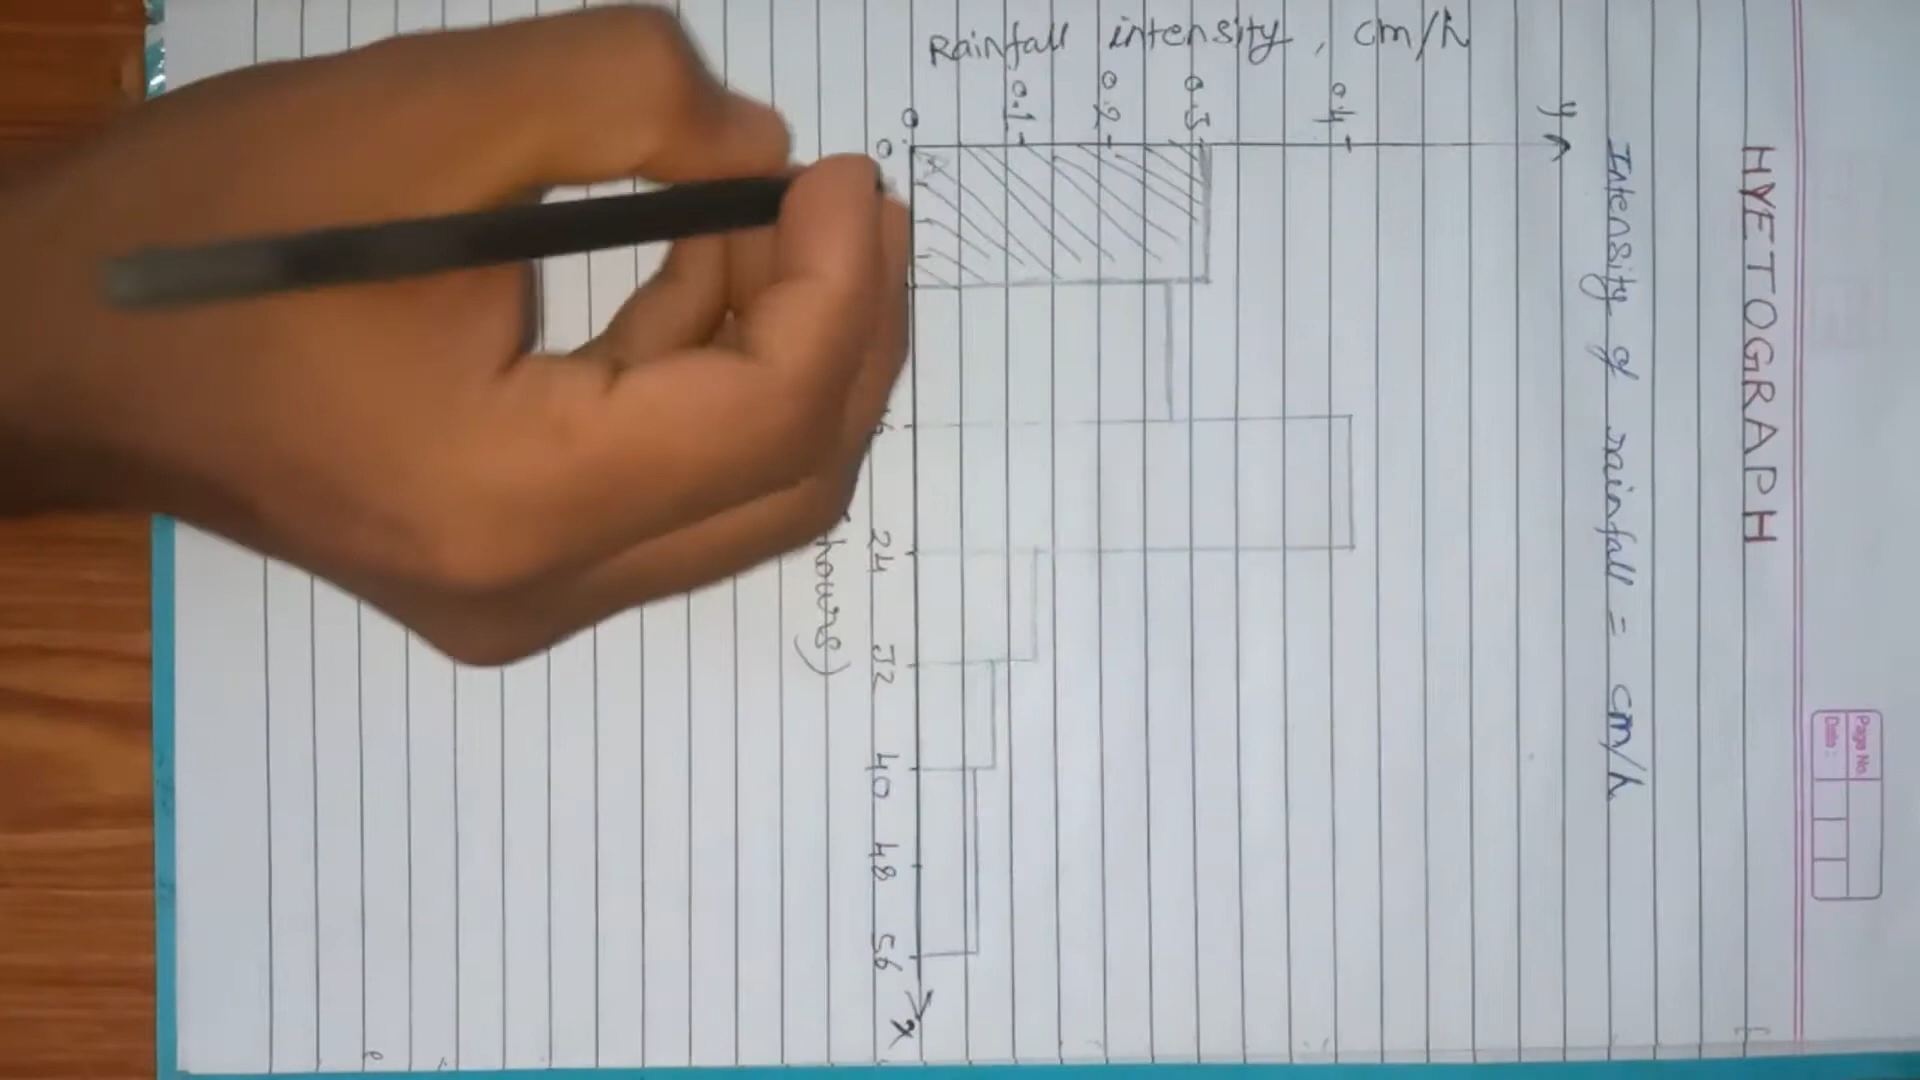 HYETOGRAPH
Page No.
Date:
Intensity of rainfall = cm/h
y
Rainfall intensity, cm/h
0.4
0.3
0.2
0.1
0
0
24
32
40
48
56
x
hours)